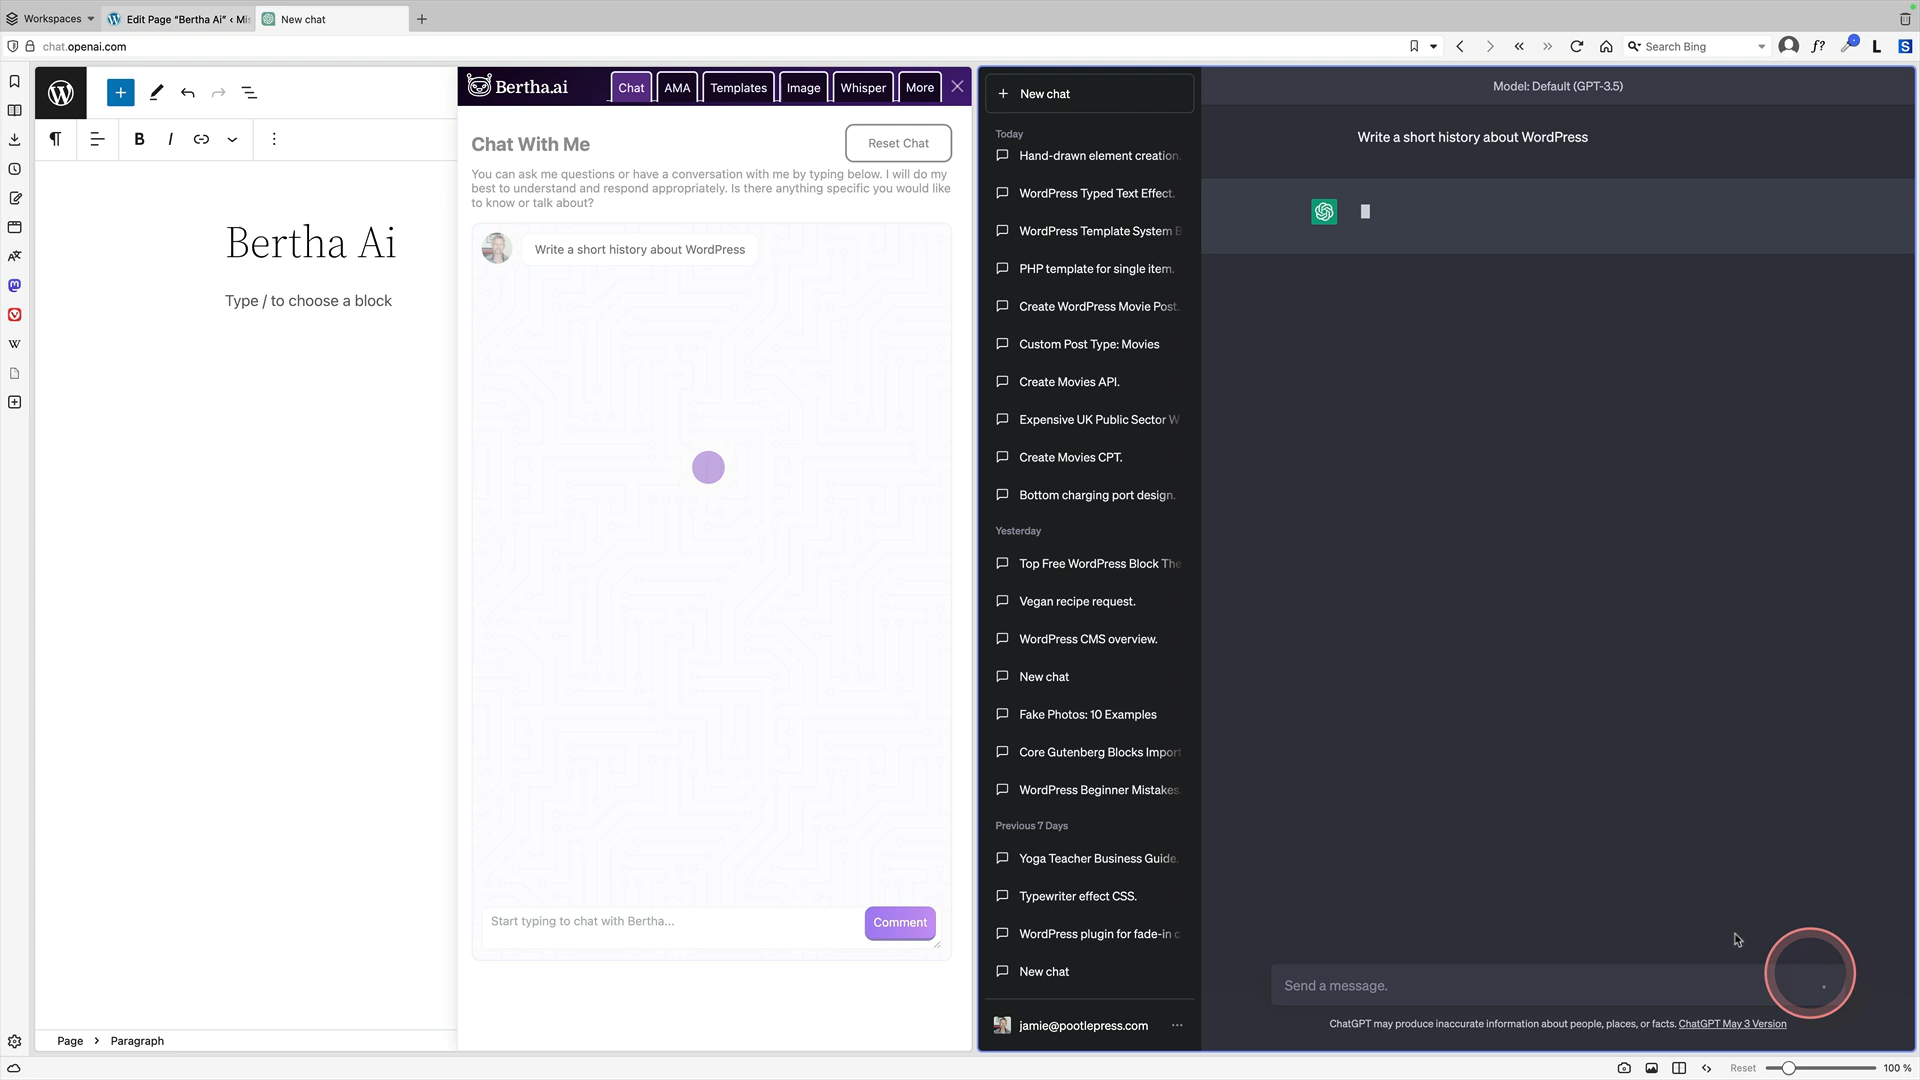 Workspaces
Edit Page “Bertha Ai” ‹ Mi
New chat
chat.openai.com
Search Bing
Bertha.ai
Chat
AMA
Templates
Image
Whisper
More
Bertha Ai
Type / to choose a block
Chat With Me
Reset Chat
You can ask me questions or have a conversation with me by typing below. I will do my
best to understand and respond appropriately. Is there anything specific you would like
to know or talk about?
Write a short history about WordPress
Start typing to chat with Bertha...
Comment
Page › Paragraph
New chat
Today
Hand-drawn element creation.
WordPress Typed Text Effect.
WordPress Template System B
PHP template for single item.
Create WordPress Movie Post.
Custom Post Type: Movies
Create Movies API.
Expensive UK Public Sector W
Create Movies CPT.
Bottom charging port design.
Yesterday
Top Free WordPress Block The
Vegan recipe request.
WordPress CMS overview.
New chat
Fake Photos: 10 Examples
Core Gutenberg Blocks Import
WordPress Beginner Mistakes.
Previous 7 Days
Yoga Teacher Business Guide.
Typewriter effect CSS.
WordPress plugin for fade-in c
New chat
jamie@pootlepress.com
Model: Default (GPT-3.5)
Write a short history about WordPress
Send a message.
ChatGPT may produce inaccurate information about people, places, or facts. ChatGPT May 3 Version
Reset
100 %